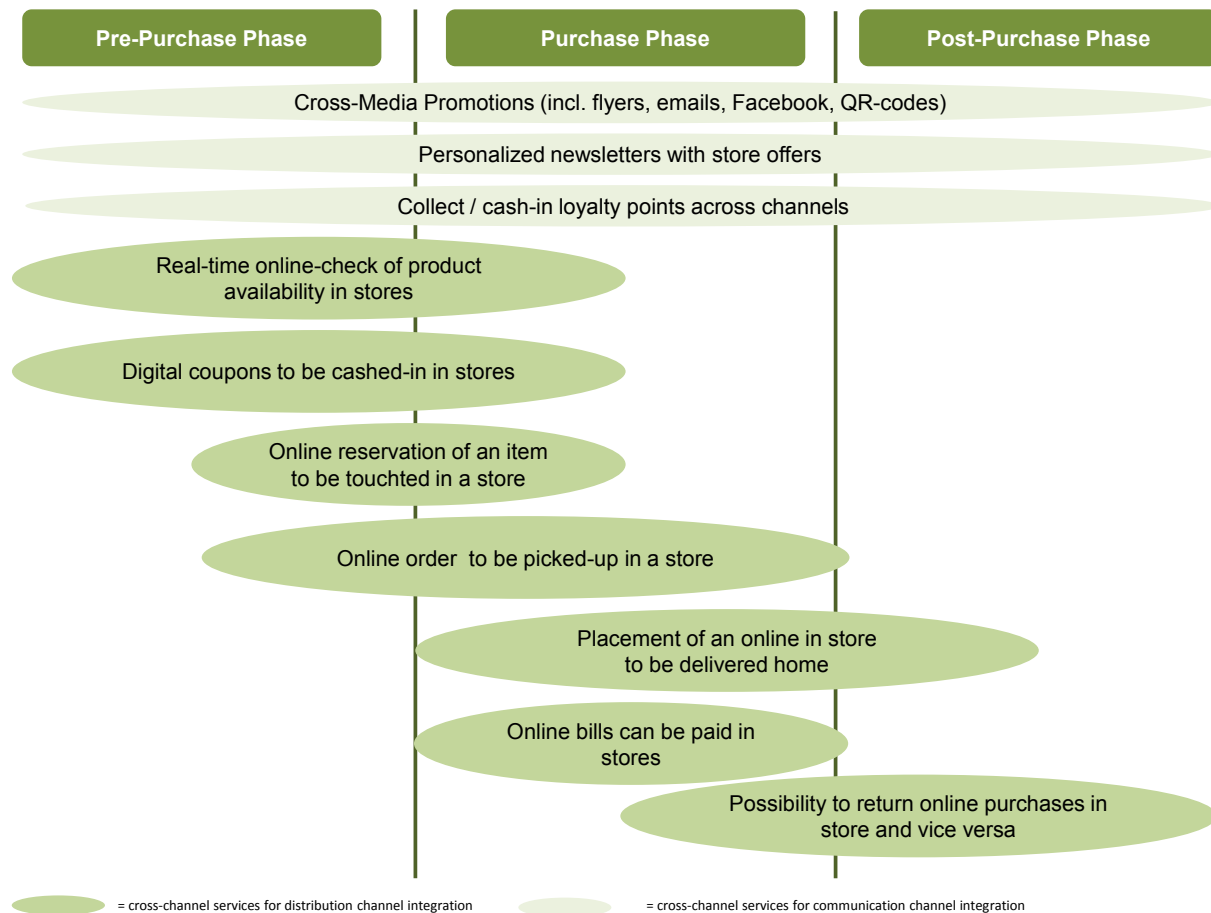 Pre-Purchase Phase
Purchase Phase
Post-Purchase Phase
Cross-Media Promotions (incl. flyers, emails, Facebook, QR-codes)
Personalized newsletters with store offers
Collect / cash-in loyalty points across channels
Real-time online-check of product
availability in stores
Digital coupons to be cashed-in in stores
Online reservation of an item
to be touchted in a store
Online order to be picked-up in a store
Placement of an online in store
to be delivered home
Online bills can be paid in
stores
Possibility to return online purchases in
store and vice versa
= cross-channel services for distribution channel integration
= cross-channel services for communication channel integration